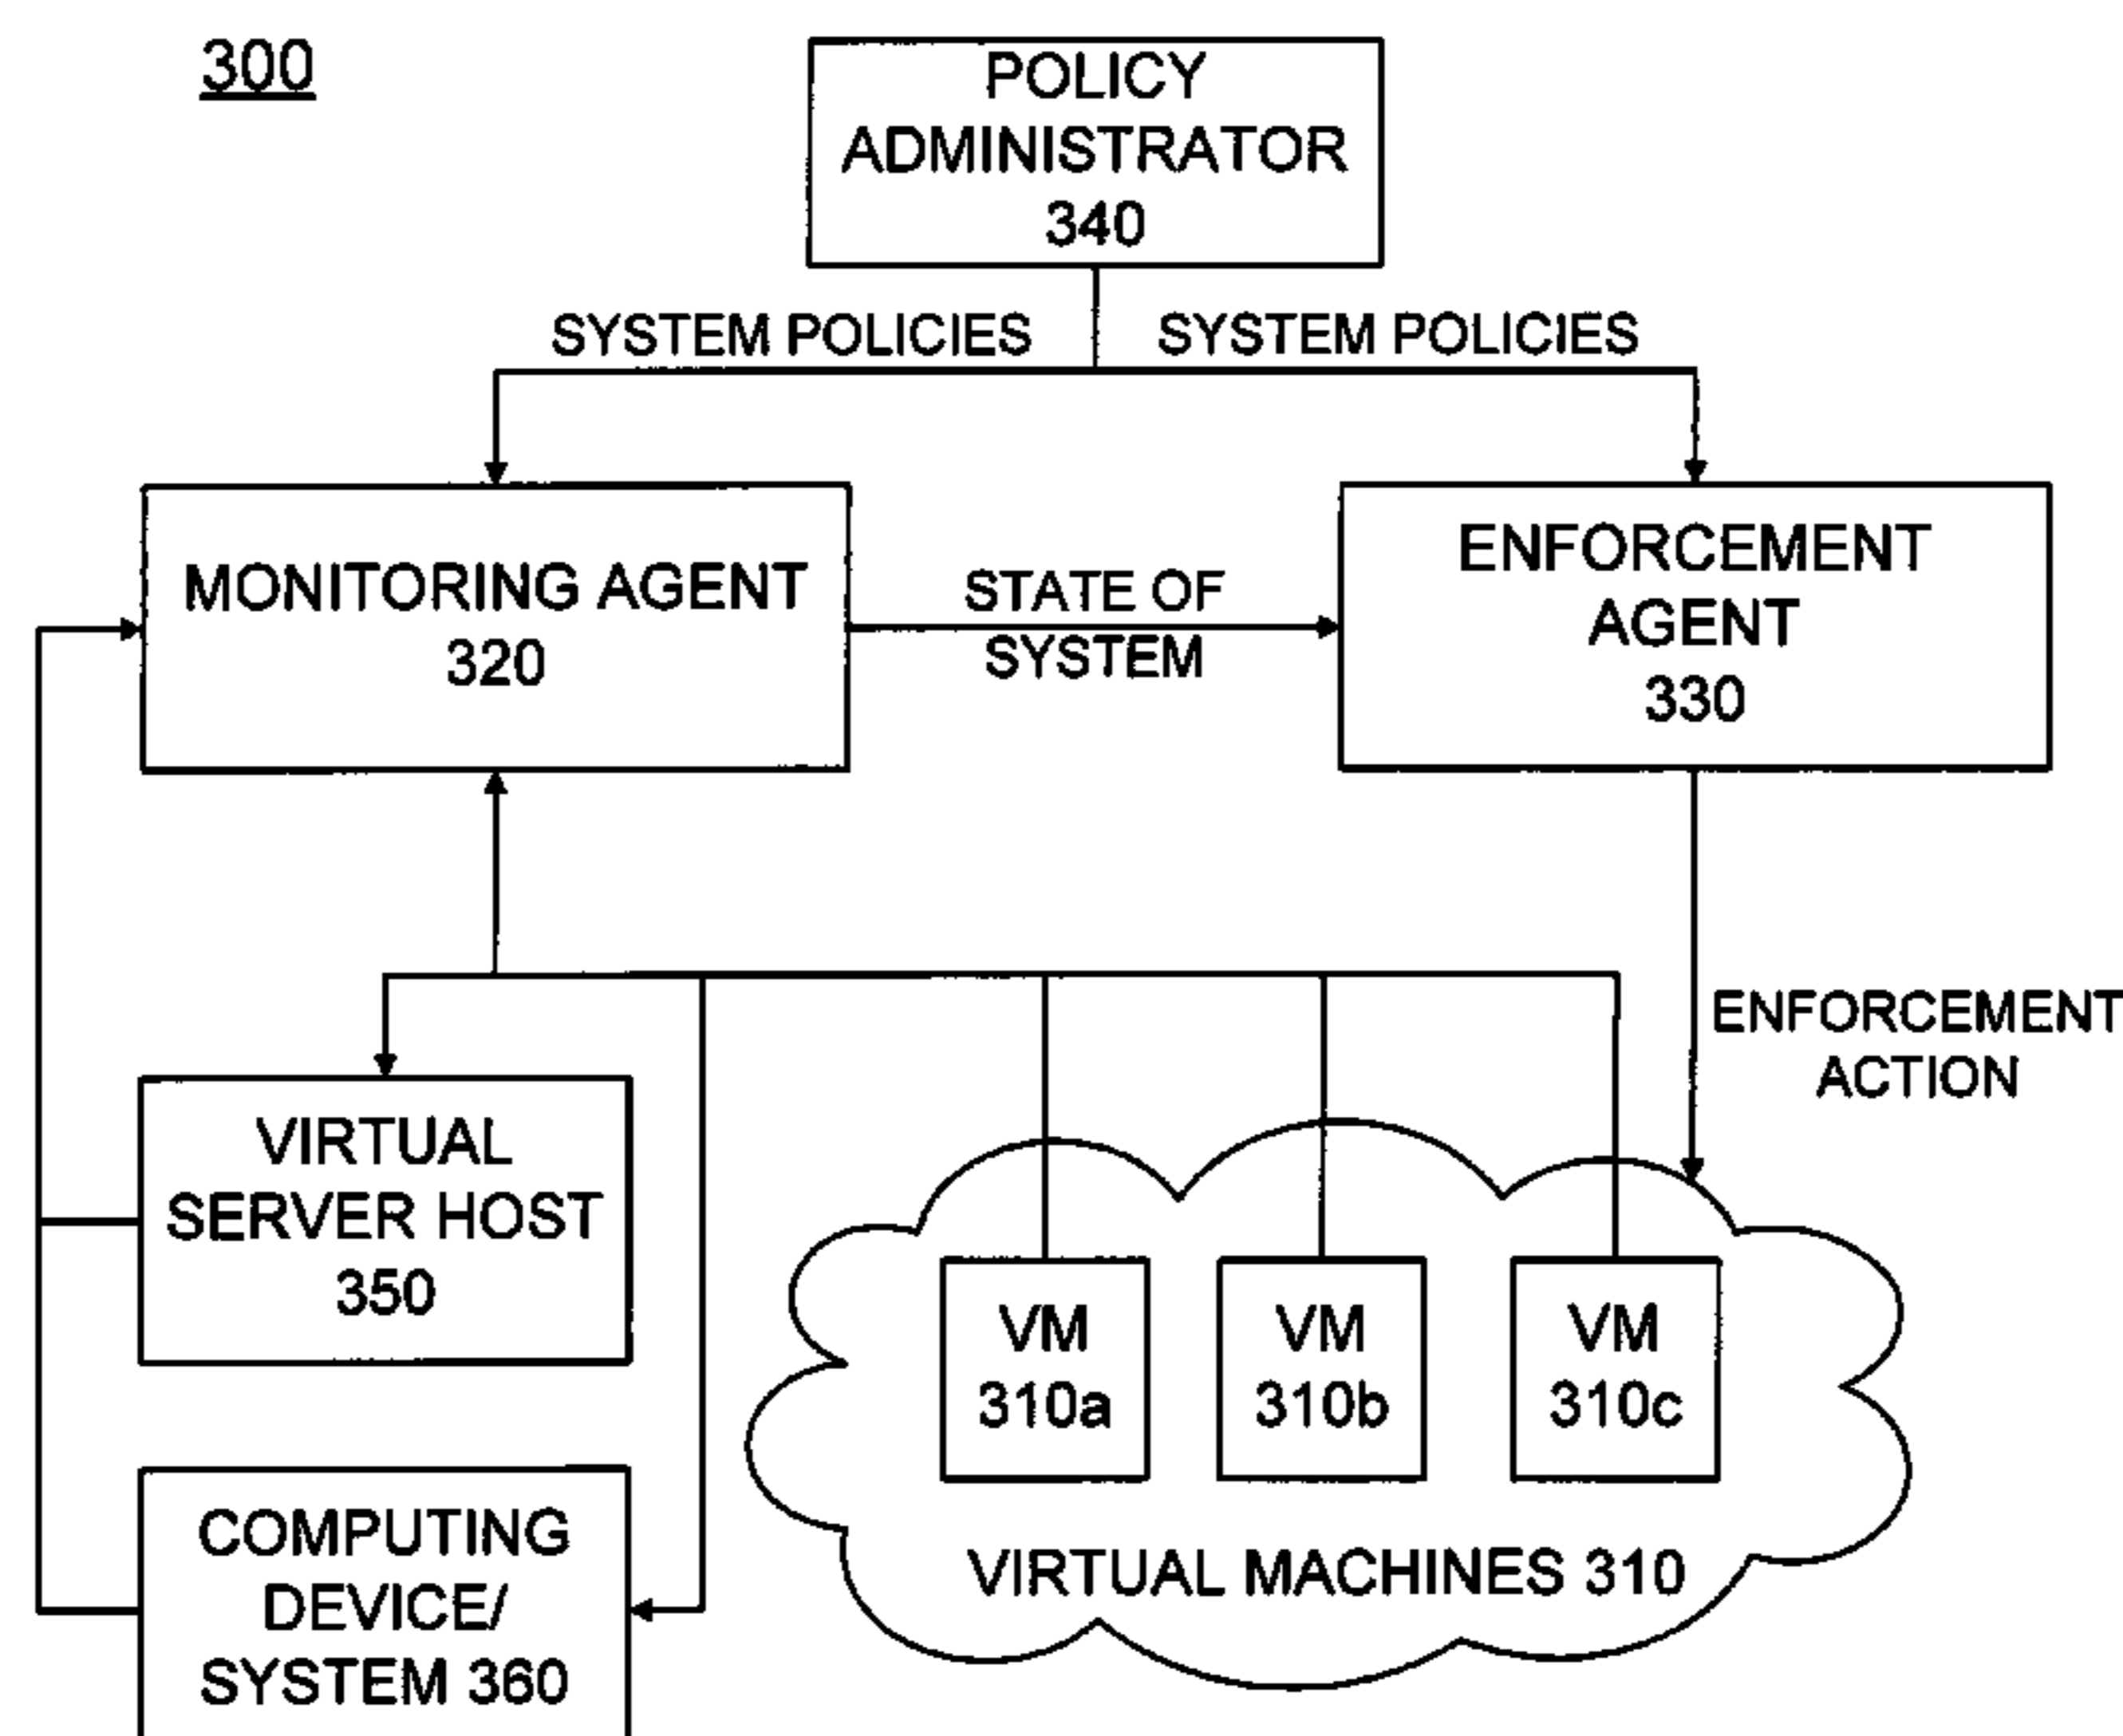 300
POLICY
ADMINISTRATOR
340
SYSTEM POLICIES
SYSTEM POLICIES
MONITORING AGENT
320
STATE OF
SYSTEM
ENFORCEMENT
AGENT
330
ENFORCEMENT
ACTION
VIRTUAL
SERVER HOST
350
VM
310a
VM
310b
VM
310c
VIRTUAL MACHINES 310
COMPUTING
DEVICE/
SYSTEM 360